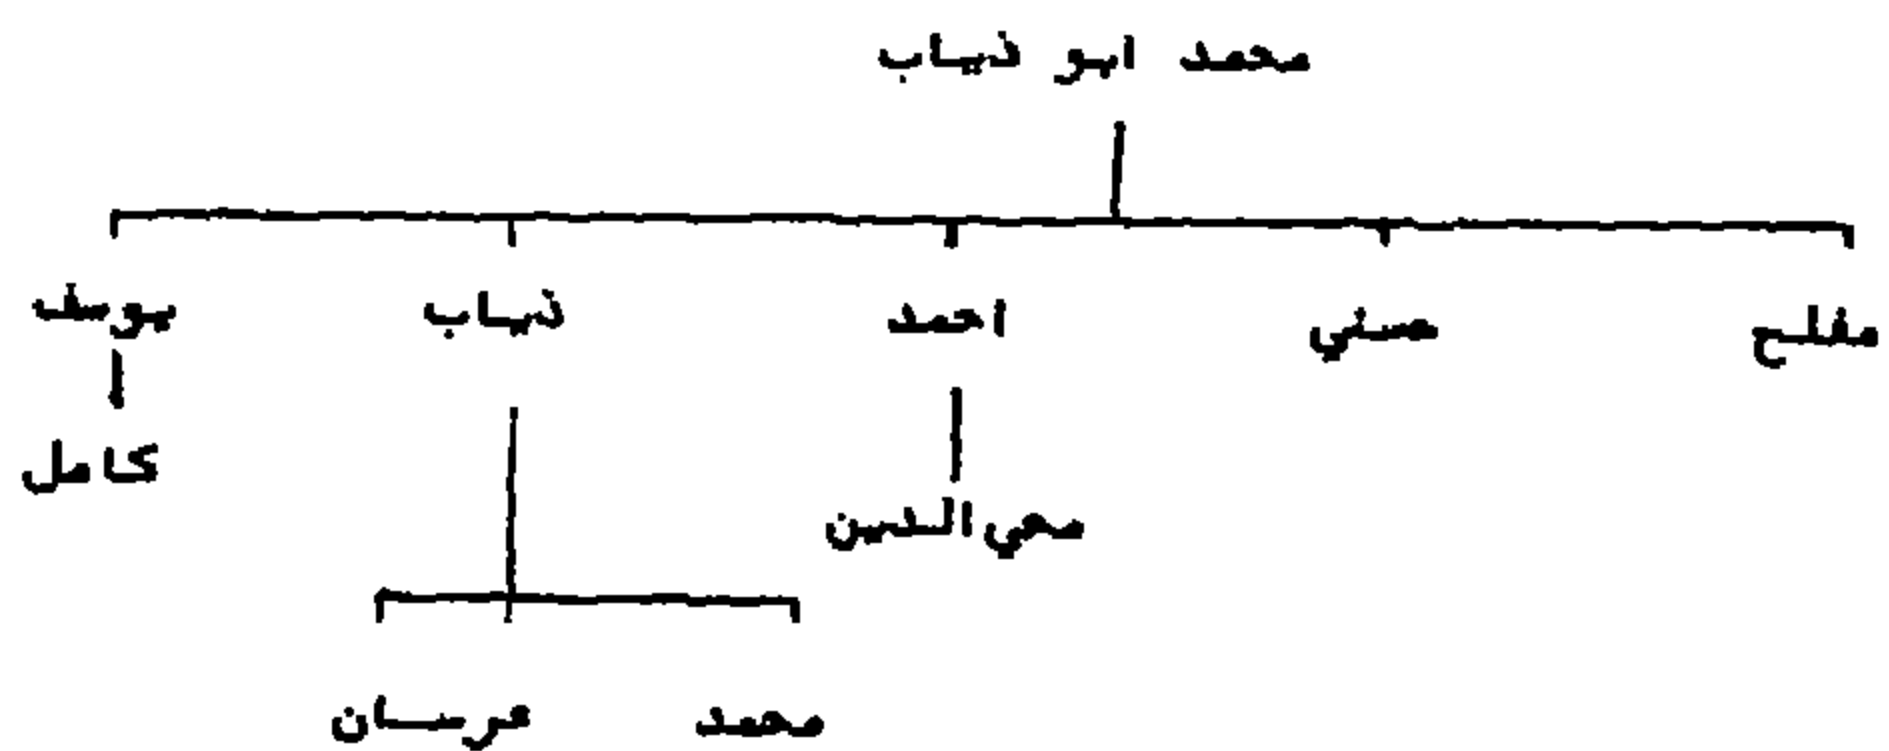 محمد ابو ذياب
مفلح حسني احمد ذياب يوسف
كامل
محي الدين
محمد عرسان